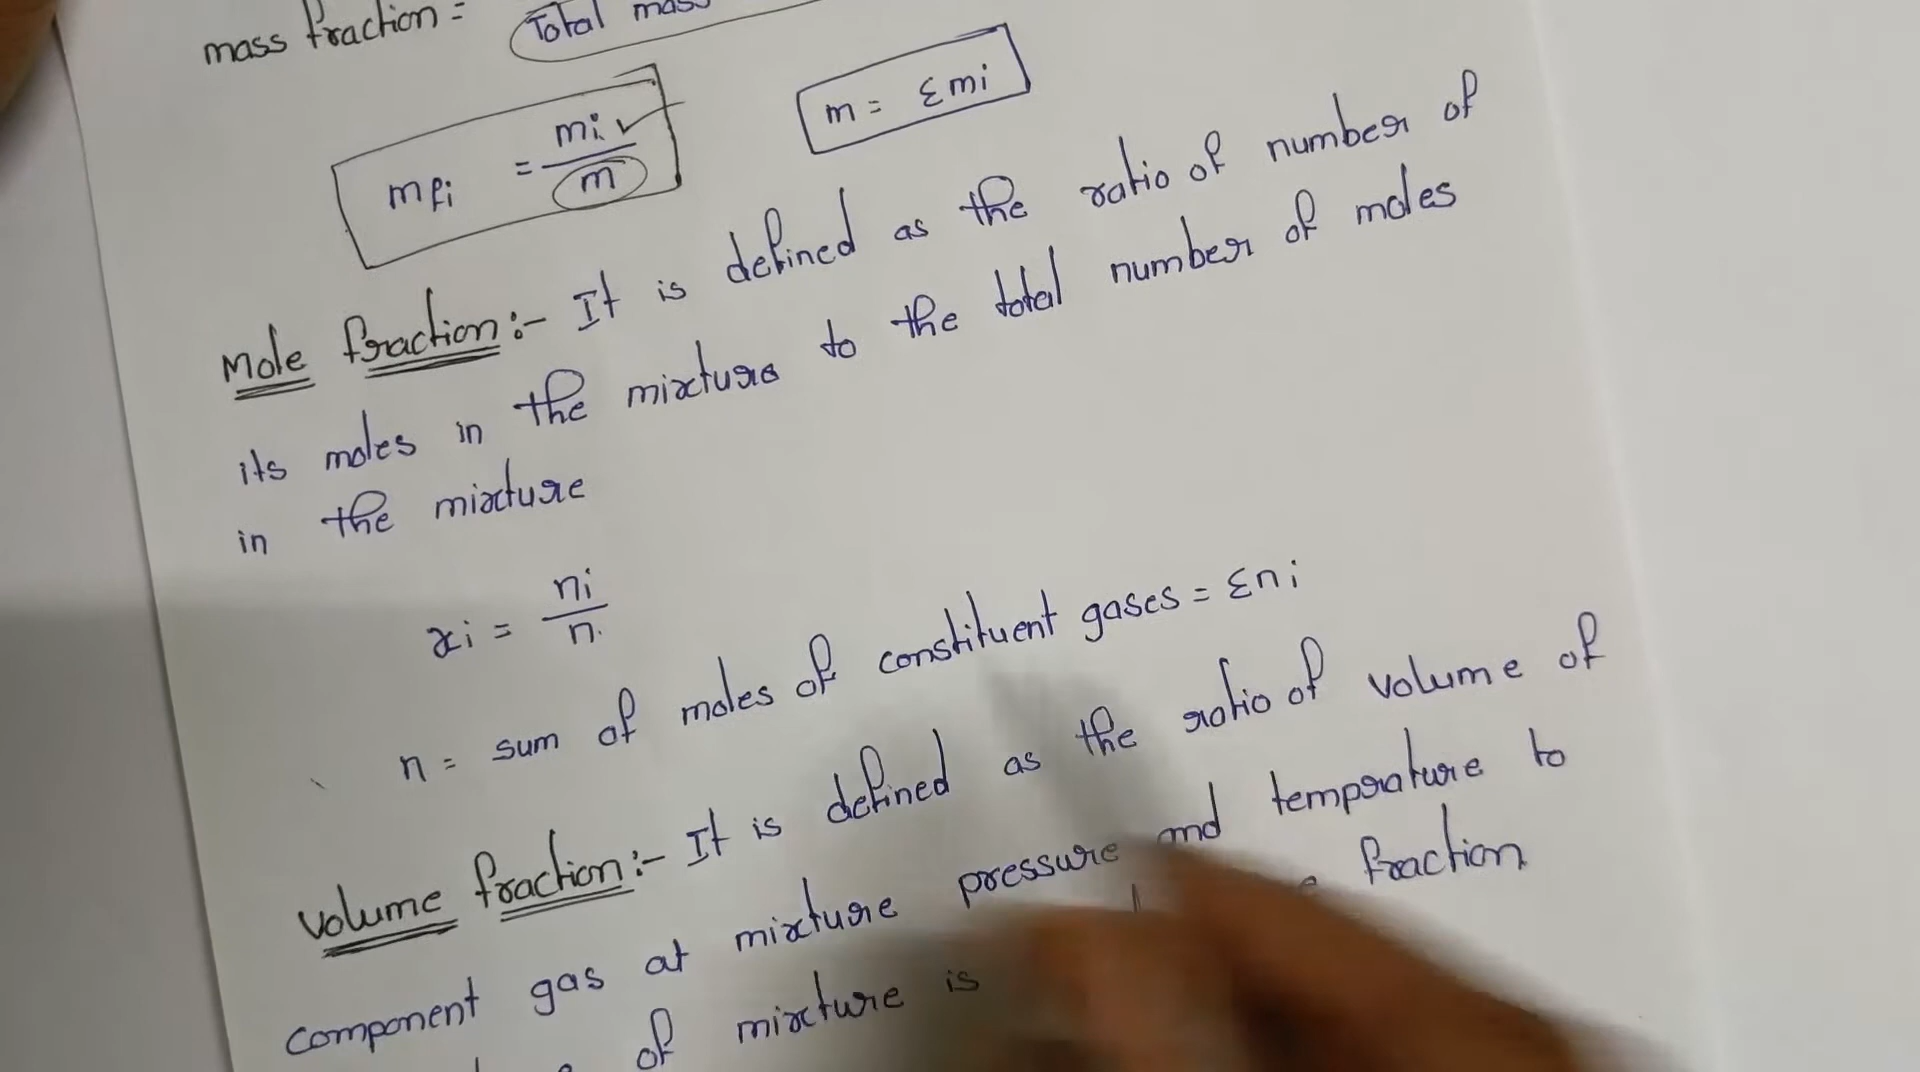 mass fraction = Total mass
mfi = mi / m
m = Σmi
Mole fraction:- It is defined as the ratio of number of
its moles in the mixture to the total number of moles
in the mixture
xi = ni / n
n = sum of moles of constituent gases = Σni
Volume fraction:- It is defined as the ratio of volume of
component gas at mixture pressure and temprature to
of mixture is fraction